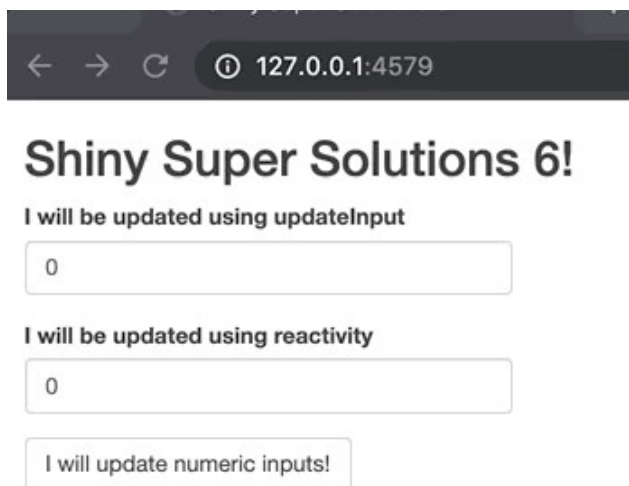 127.0.0.1:4579
Shiny Super Solutions 6!
I will be updated using updateInput
0
I will be updated using reactivity
0
I will update numeric inputs!